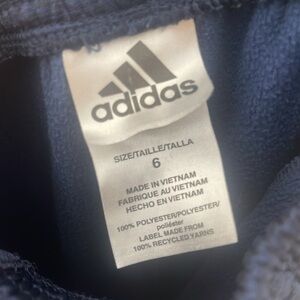 adidas
SIZE/TAILLE/TALLA
6
MADE IN VIETNAM
FABRIQUE AU VIETNAM
HECHO EN VIETNAM
100% POLYESTER/POLYESTER/
poliéster
LABEL MADE FROM
100% RECYCLED YARNS